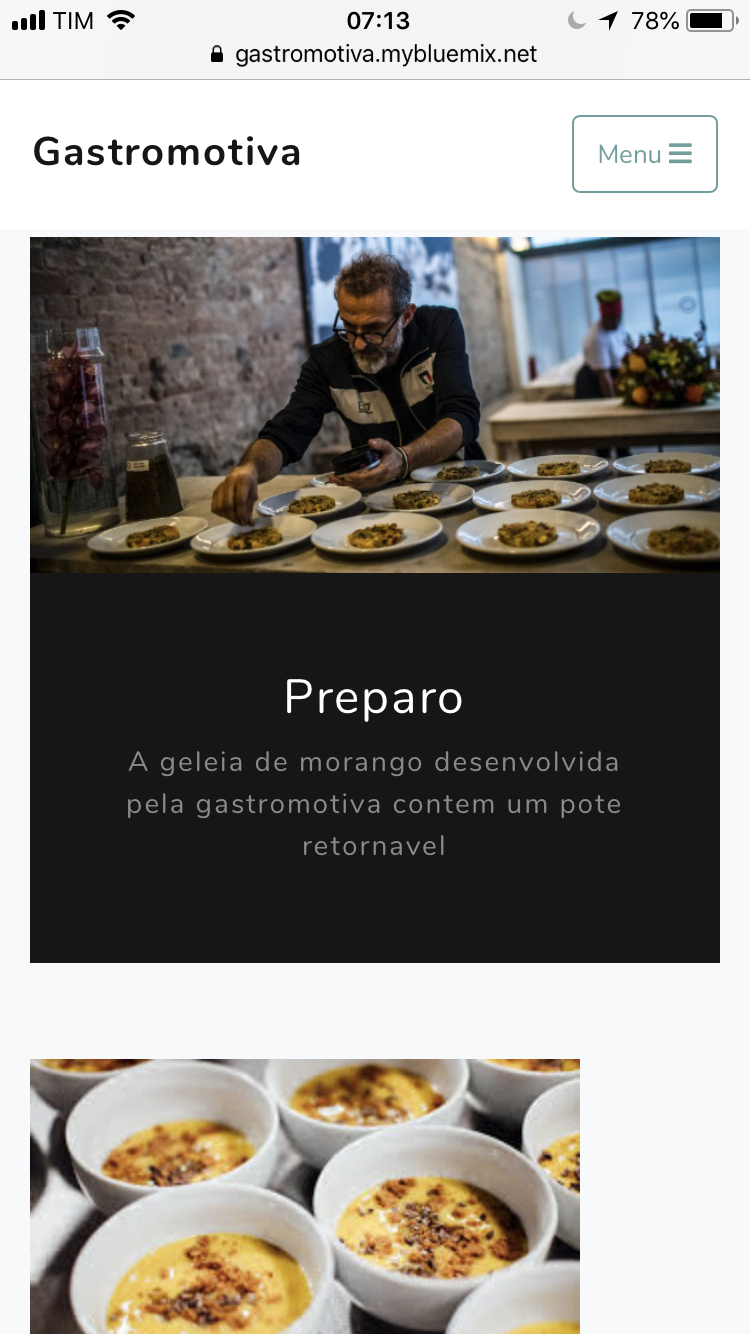 TIM 07:13 78%
gastromotiva.mybluemix.net
Gastromotiva
Menu
Preparo
A geleia de morango desenvolvida
pela gastromotiva contem um pote
retornavel